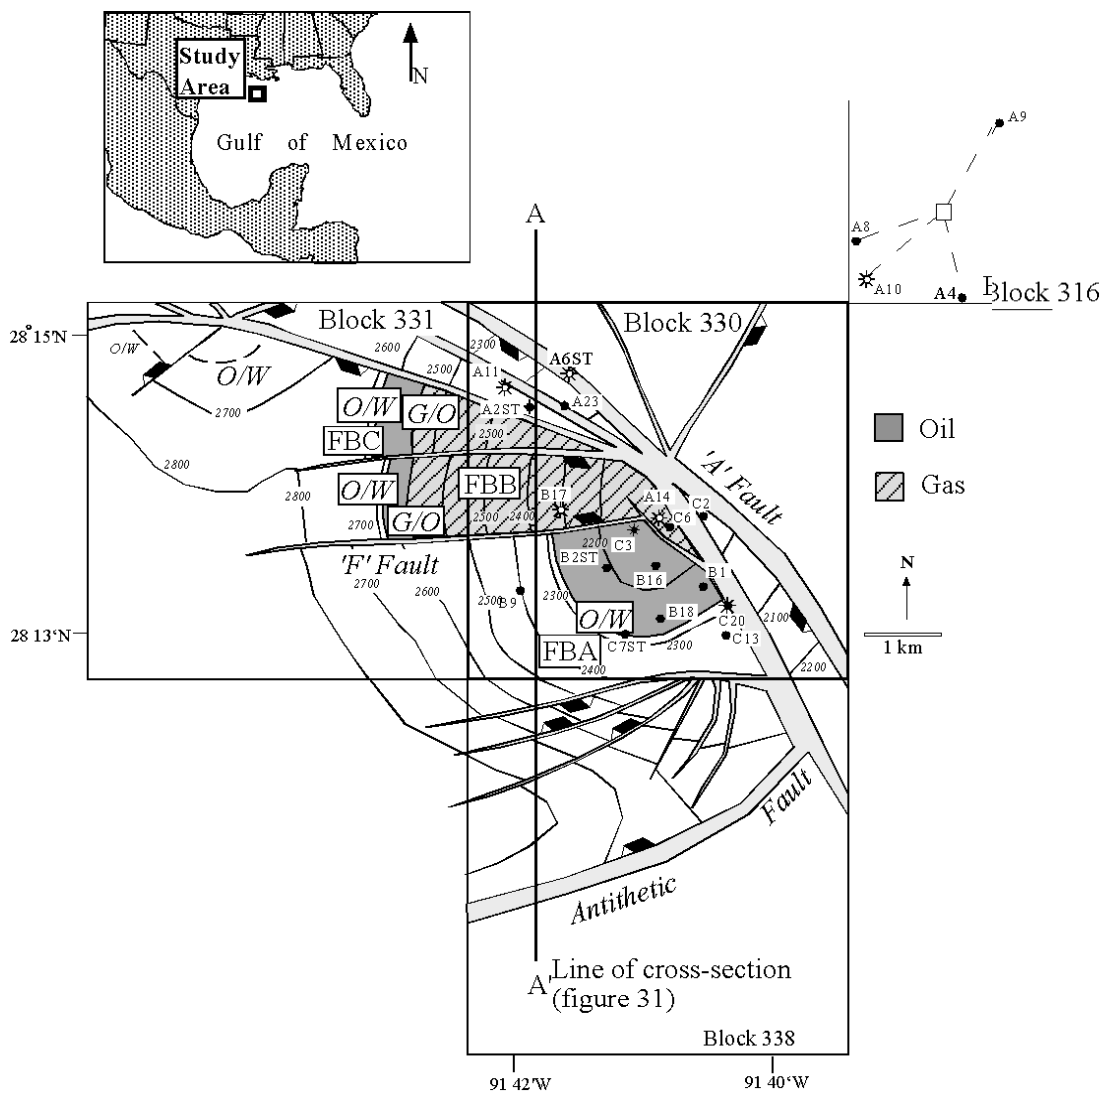 Study
Area
N
Gulf of Mexico
A9
A8
A10
A4
Block 316
A
28°15'N
Block 331
Block 330
O/W
O/W
2700
2800
2600
2500
2300
A11
A6ST
A2ST
A23
2500
O/W
G/O
FBC
'A' Fault
Oil
Gas
2800
O/W
2700
G/O
FBB
2500
2400
B17
A14
C2
C6
2200
C3
B2ST
B16
B1
'F' Fault
2700
2600
2500
B9
2300
O/W
B18
C20
C13
C7ST
FBA
2300
2400
2100
2200
N
1 km
28 13‘N
Fault
Antithetic
A'
Line of cross-section
(figure 31)
Block 338
91 42'W
91 40‘W